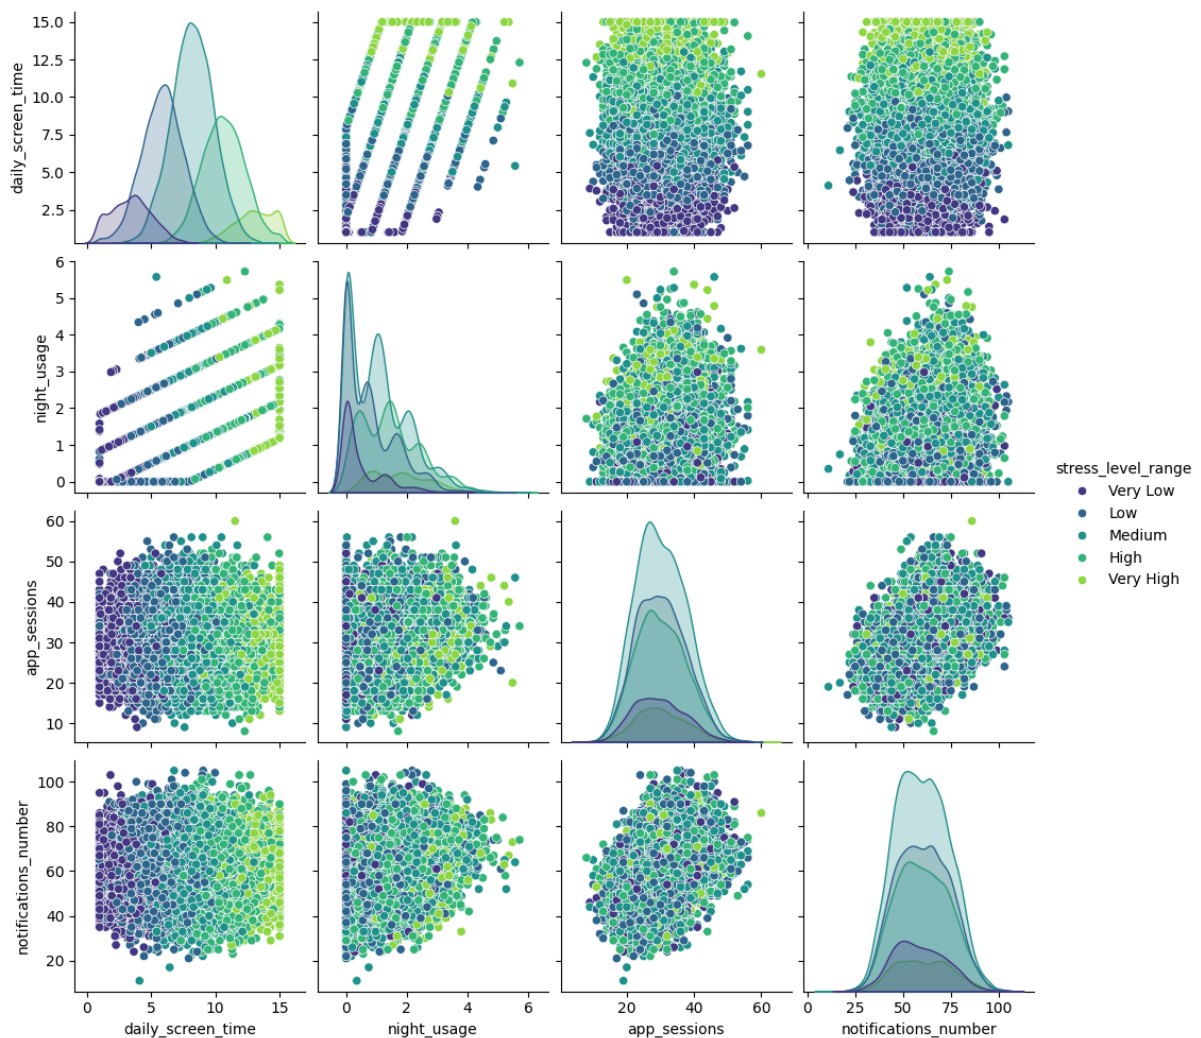 15.0
12.5
10.0
7.5
5.0
2.5
daily_screen_time
6
5
4
3
2
1
0
night_usage
60
50
40
30
20
10
app_sessions
100
80
60
40
20
notifications_number
0 5 10 15
daily_screen_time
0 2 4 6
night_usage
20 40 60
app_sessions
0 25 50 75 100
notifications_number
stress_level_range
Very Low
Low
Medium
High
Very High